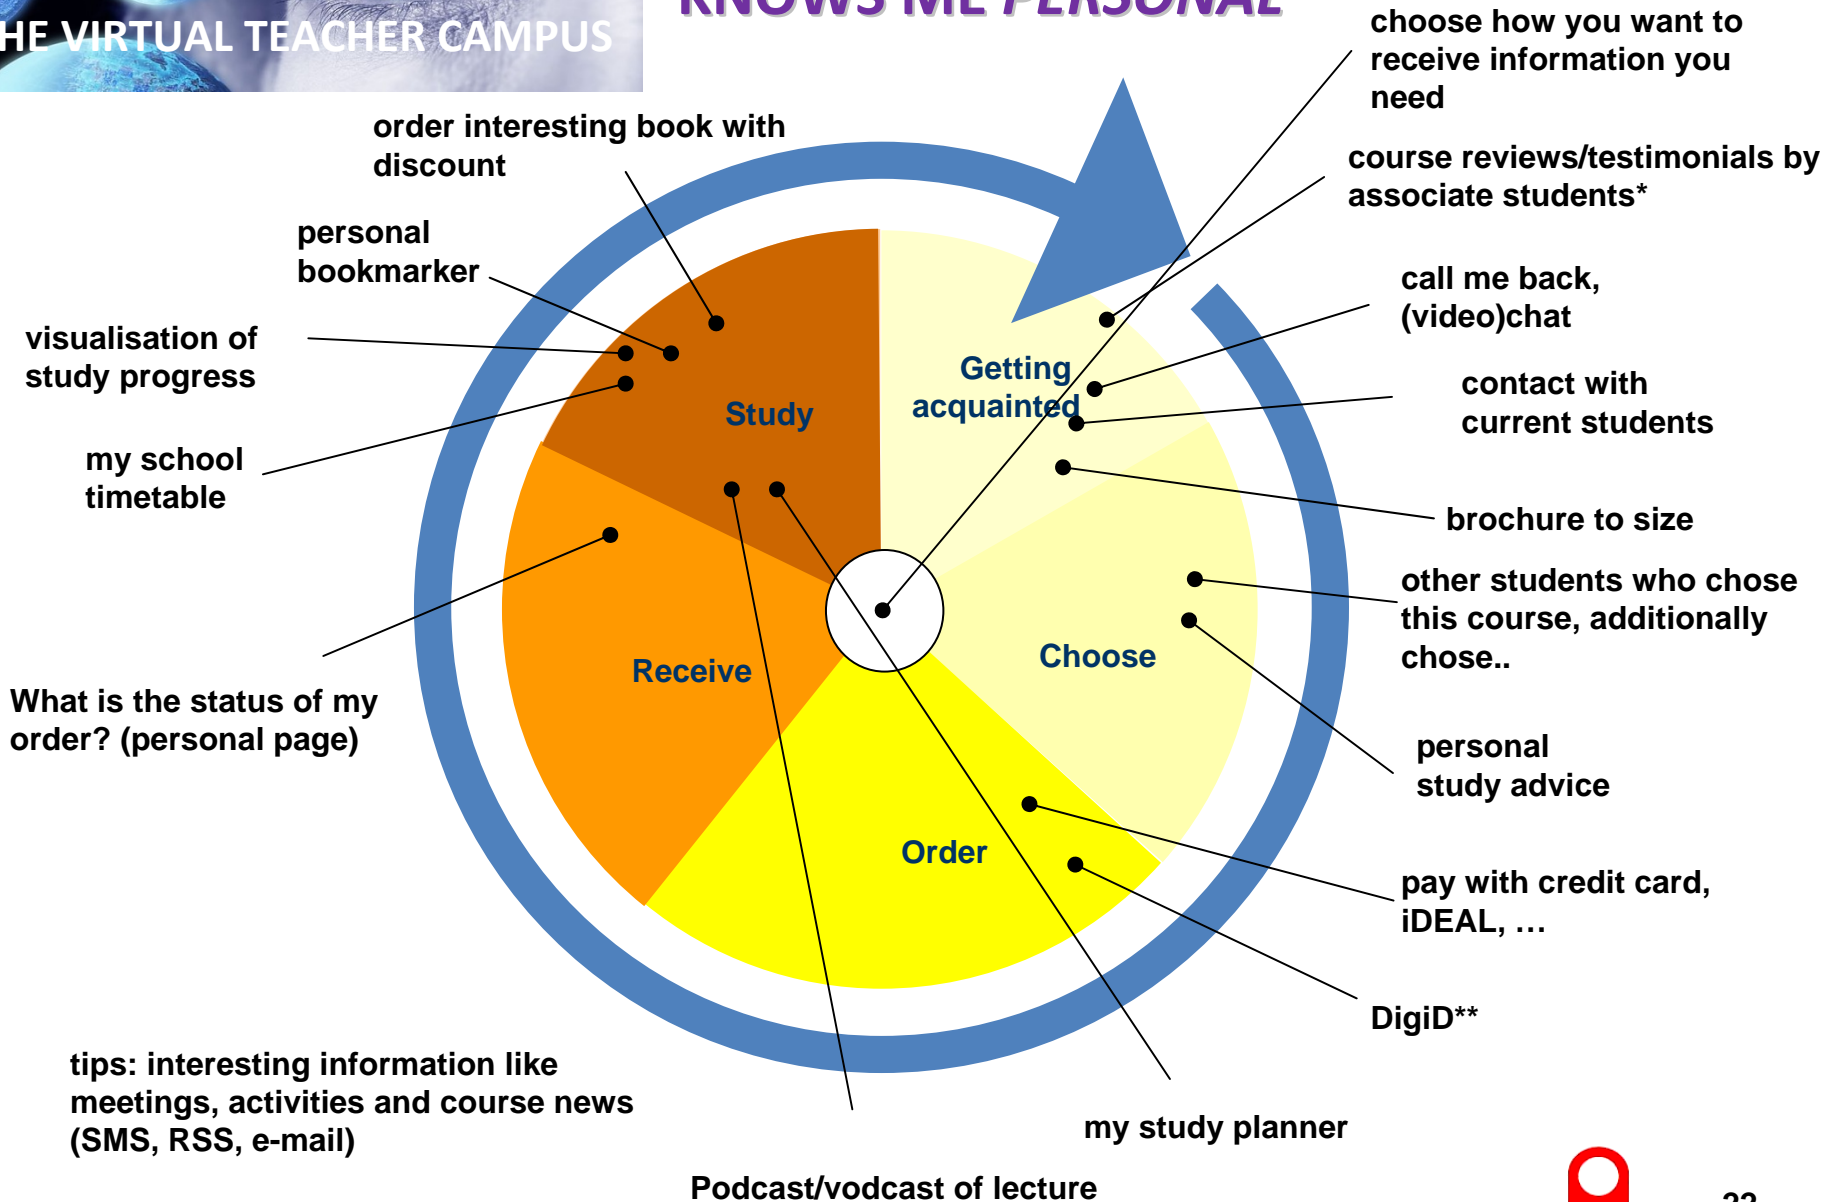 HE VIRTUAL TEACHER CAMPUS
KNOWS ME PERSONAL
choose how you want to
receive information you
need
order interesting book with
discount
course reviews/testimonials by
associate students*
personal
bookmarker
call me back,
(video)chat
visualisation of
study progress
Getting
acquainted
contact with
current students
Study
my school
timetable
brochure to size
other students who chose
this course, additionally
chose..
Choose
Receive
What is the status of my
order? (personal page)
personal
study advice
Order
pay with credit card,
iDEAL, …
DigiD**
tips: interesting information like
meetings, activities and course news
(SMS, RSS, e-mail)
my study planner
Podcast/vodcast of lecture